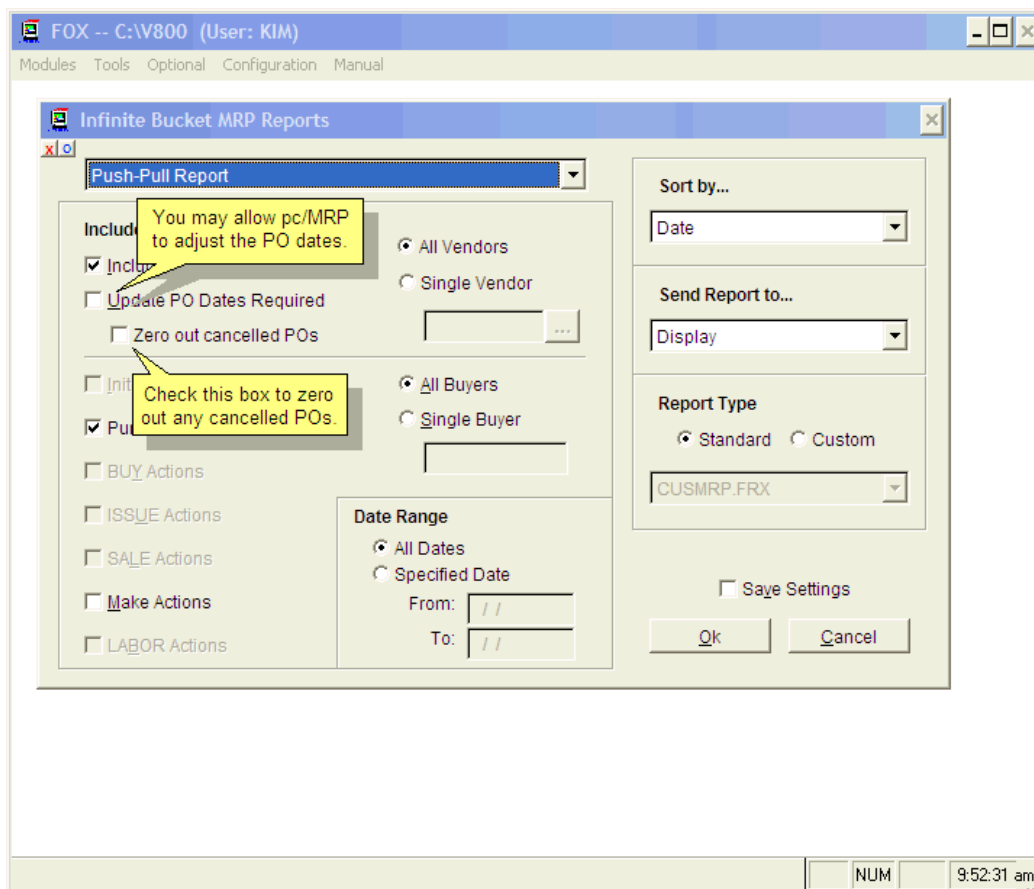 FOX -- C:\V800 (User: KIM)
Modules Tools Optional Configuration Manual
Infinite Bucket MRP Reports
X O
Push-Pull Report
Include
You may allow pc/MRP
to adjust the PO dates.
Update PO Dates Required
Zero out cancelled POs
Check this box to zero
out any cancelled POs.
BUY Actions
ISSUE Actions
SALE Actions
Make Actions
LABOR Actions
All Vendors
Single Vendor
...
All Buyers
Single Buyer
Date Range
All Dates
Specified Date
From: / /
To: / /
Sort by...
Date
Send Report to...
Display
Report Type
Standard Custom
CUSMRP.FRX
Save Settings
Ok Cancel
NUM 9:52:31 am